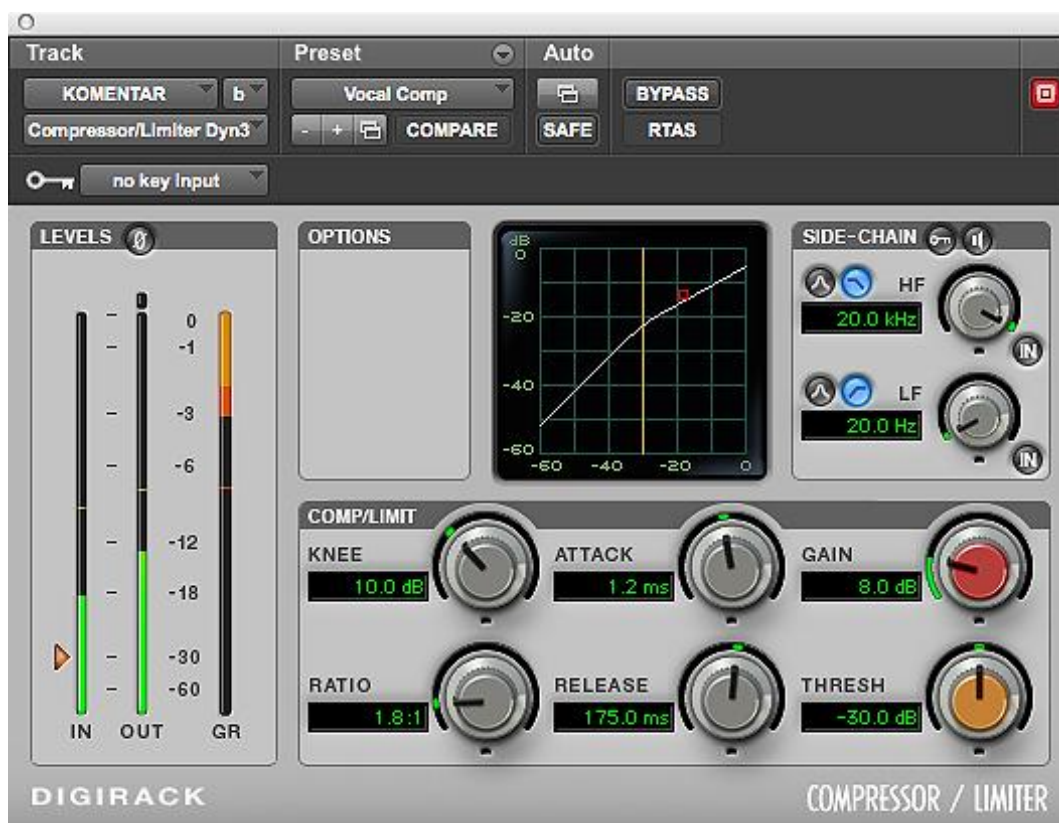 Track Preset Auto
KOMENTAR b Vocal Comp BYPASS
Compressor/Limiter Dyn3 - + COMPARE SAFE RTAS
no key input
LEVELS Ø OPTIONS SIDE-CHAIN
dB
0
-20
-40
-60
-60 -40 -20 0
HF
20.0 kHz
IN
LF
20.0 Hz
IN
0
-1
-3
-6
-12
-18
-30
-60
IN OUT GR
COMP/LIMIT
KNEE ATTACK GAIN
10.0 dB 1.2 ms 8.0 dB
RATIO RELEASE THRESH
1.8:1 175.0 ms -30.0 dB
DIGIRACK COMPRESSOR / LIMITER